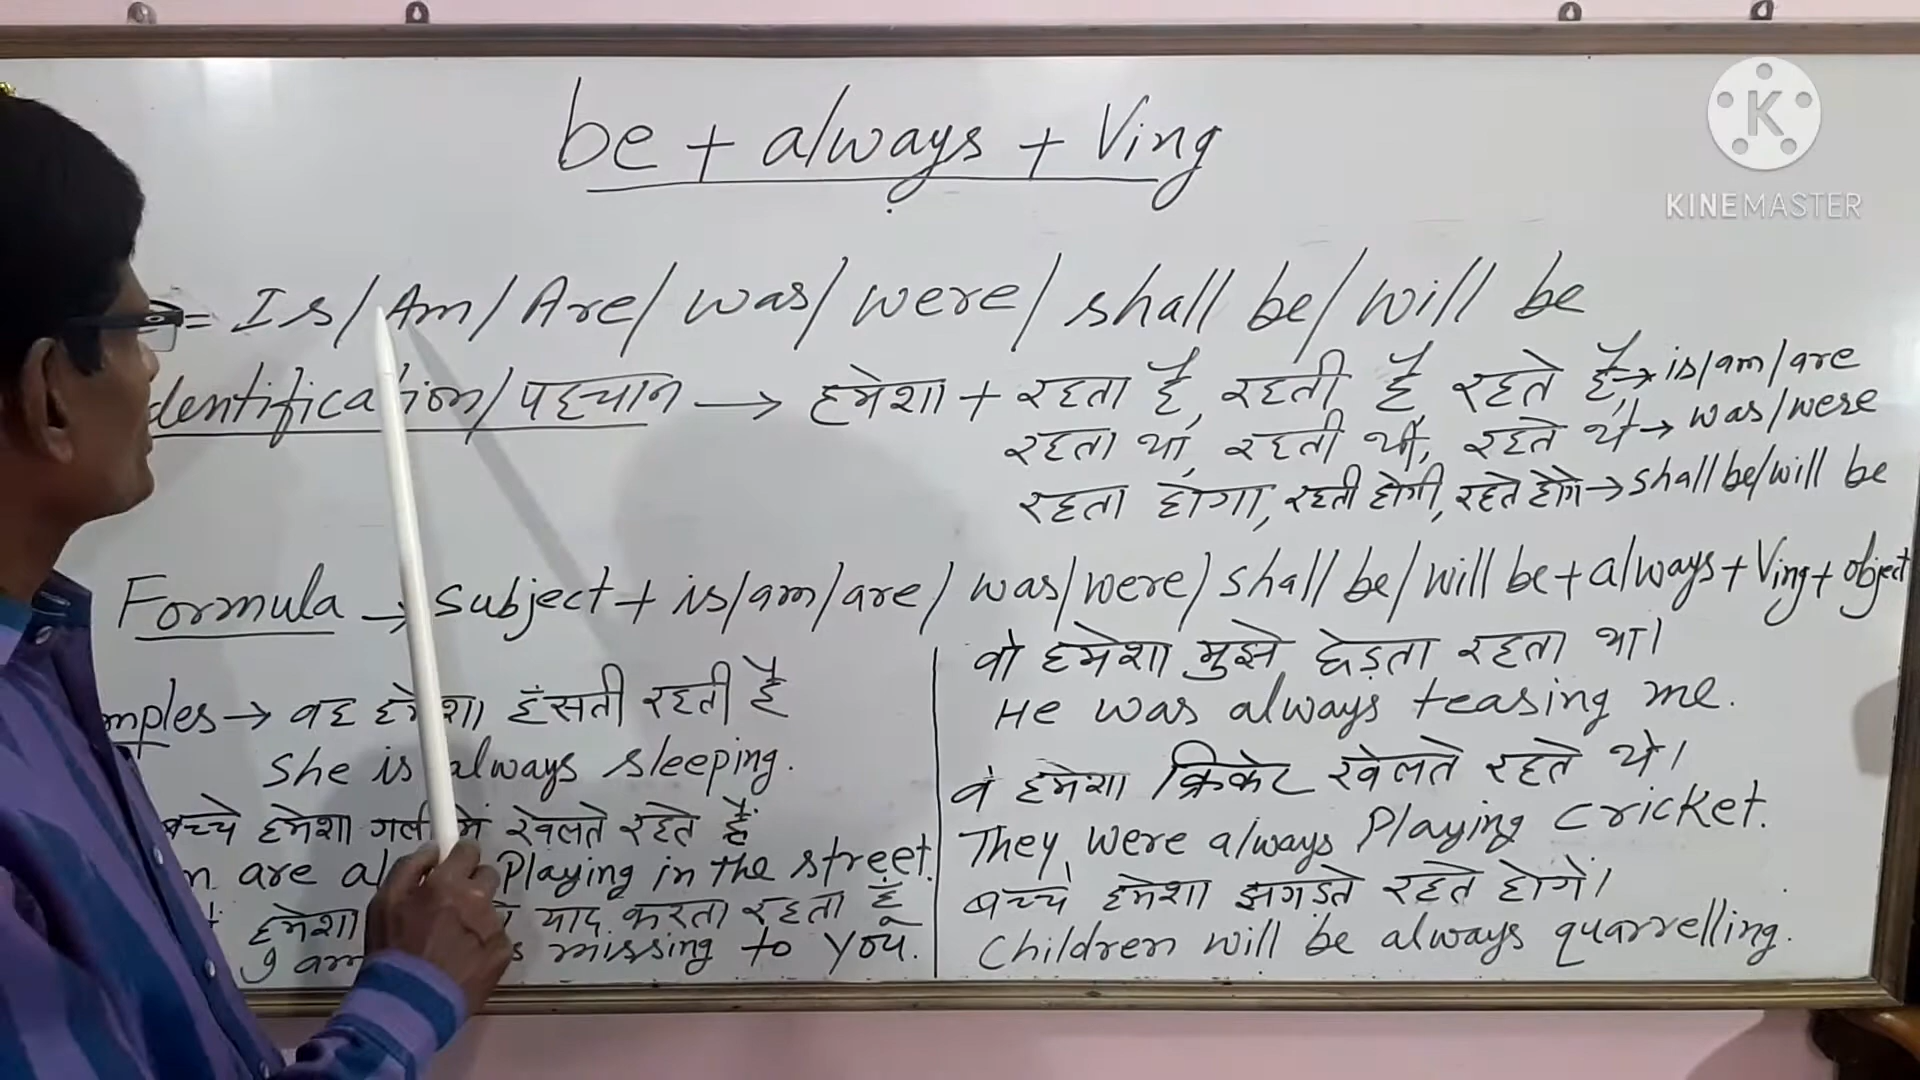 be + always + Ving
K
KINEMASTER
= Is/Am/Are/was/were/shall be/will be
dentification/पहचान → हमेशा + रहता है, रहती है, रहते हैं→ is/am/are
रहता था, रहती थी, रहते थे→ was/were
रहता होगा, रहती होगी, रहते होंगे→shall be/will be
Formula → Subject + is/am/are/was/were/shall be/will be + always + Ving + object
mples → वह हमेशा हंसती रहती है
She is always sleeping.
बच्चे हमेशा गली में खेलते रहते हैं
n are al Playing in the street.
हमेशा याद करता रहता हूँ
I am s missing to you.
वो हमेशा मुझे छेड़ता रहता था।
He was always teasing me.
वे हमेशा क्रिकेट खेलते रहते थे।
They were always Playing cricket.
बच्चे हमेशा झगडते रहते होगे।
Children will be always quarrelling.